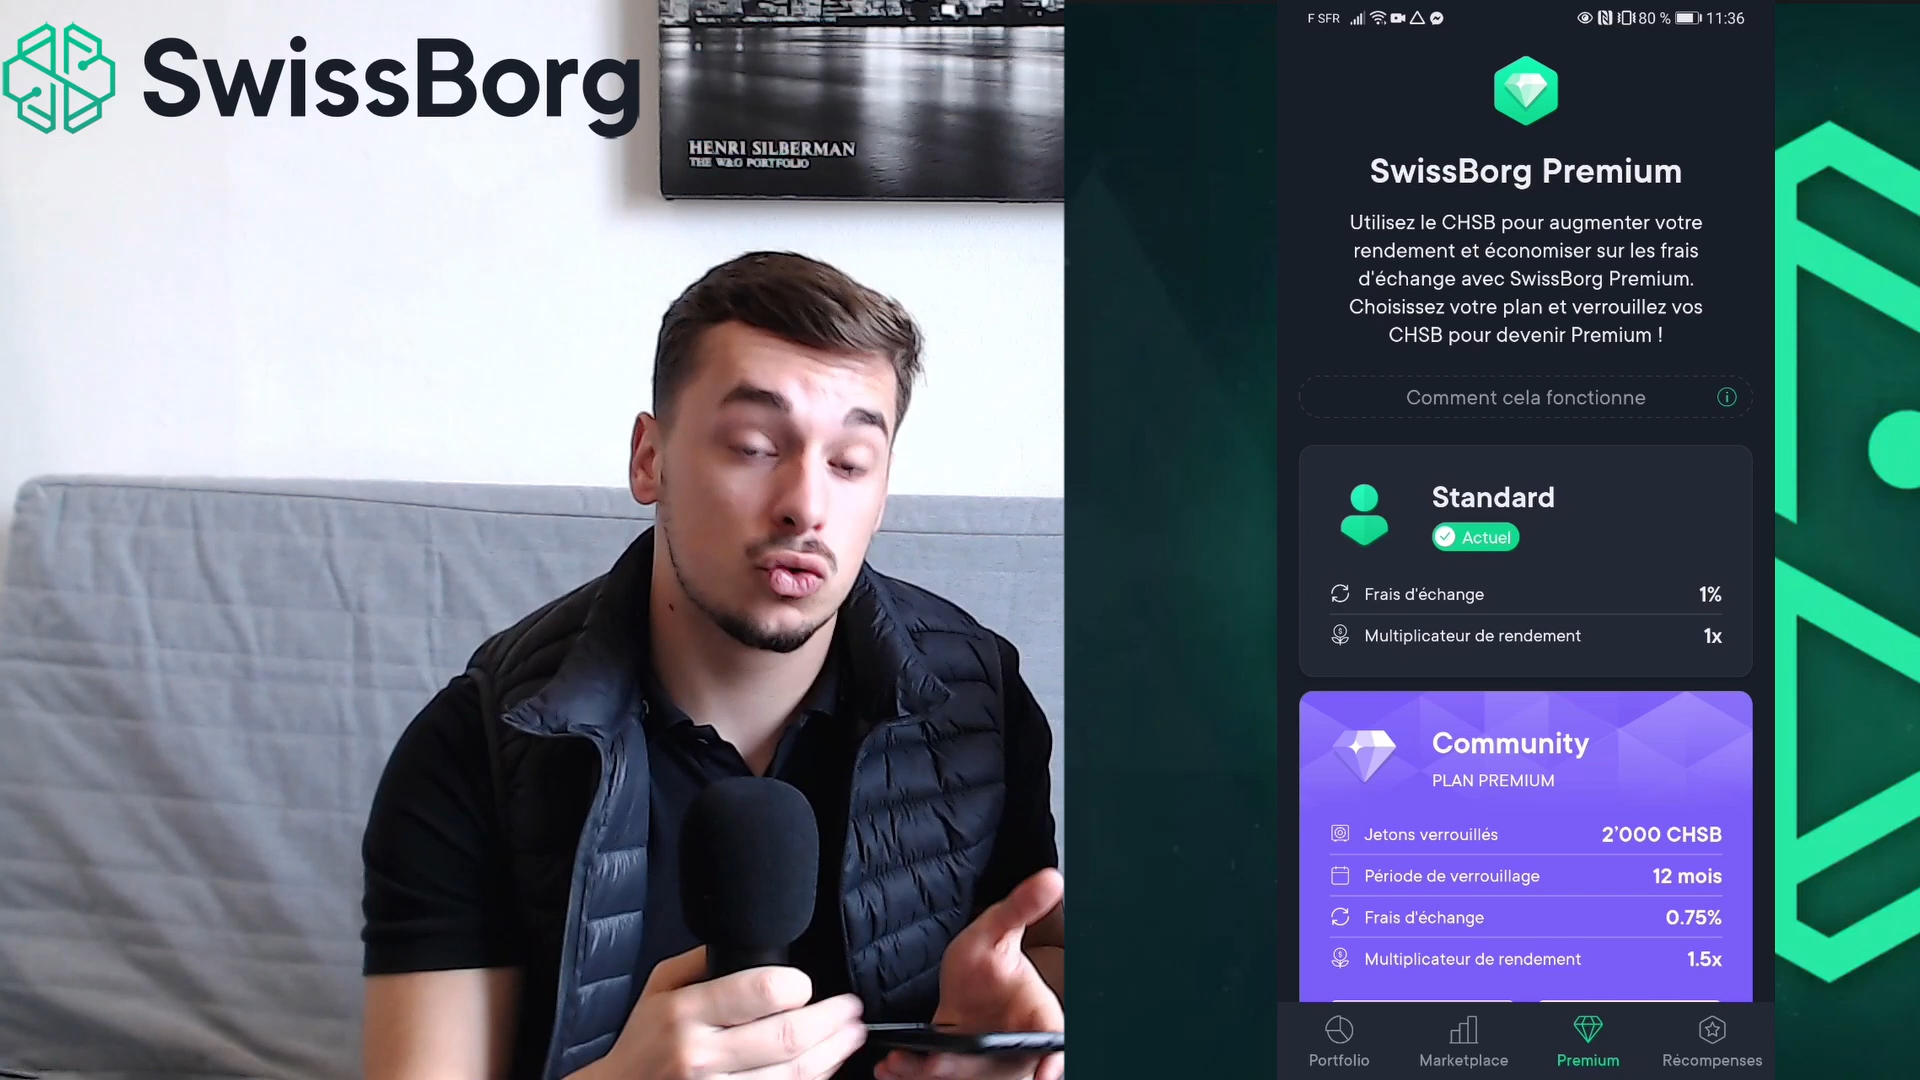 SwissBorg
HENRI SILBERMAN
THE W&G PORTFOLIO
F SFR
80 % 11:36
SwissBorg Premium
Utilisez le CHSB pour augmenter votre
rendement et économiser sur les frais
d'échange avec SwissBorg Premium.
Choisissez votre plan et verrouillez vos
CHSB pour devenir Premium !
Comment cela fonctionne
Standard
Actuel
Frais d'échange 1%
Multiplicateur de rendement 1x
Community
PLAN PREMIUM
Jetons verrouillés 2'000 CHSB
Période de verrouillage 12 mois
Frais d'échange 0.75%
Multiplicateur de rendement 1.5x
Portfolio Marketplace Premium Récompenses